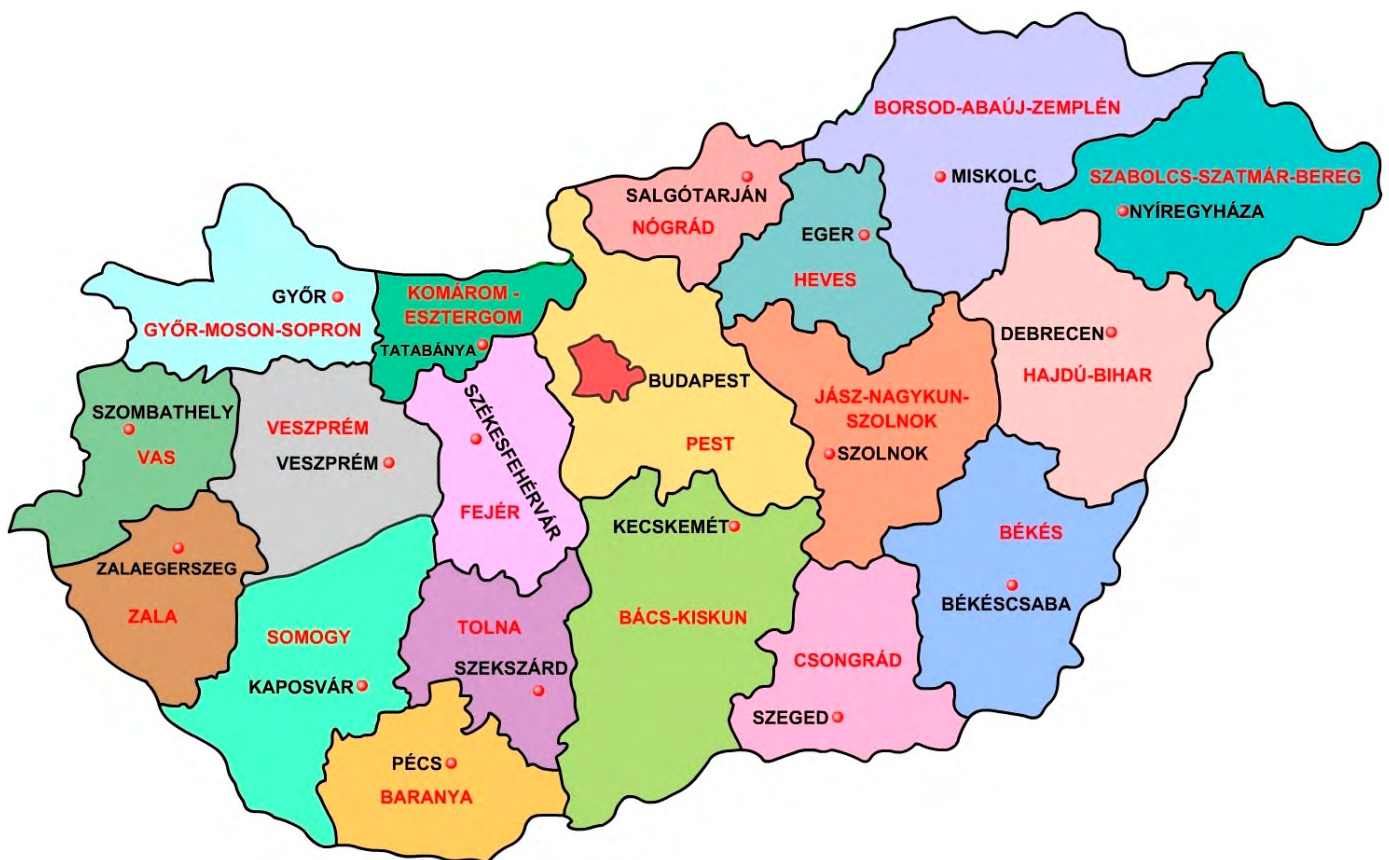 BORSOD-ABAÚJ-ZEMPLÉN
MISKOLC
SZABOLCS-SZATMÁR-BEREG
NYÍREGYHÁZA
SALGÓTARJÁN
NÓGRÁD
EGER
HEVES
GYŐR
GYŐR-MOSON-SOPRON
KOMÁROM -
ESZTERGOM
TATABÁNYA
DEBRECEN
HAJDÚ-BIHAR
BUDAPEST
PEST
JÁSZ-NAGYKUN-
SZOLNOK
SZOLNOK
SZOMBATHELY
VAS
VESZPRÉM
VESZPRÉM
SZÉKESFEHÉRVÁR
FEJÉR
KECSKEMÉT
BÁCS-KISKUN
BÉKÉS
BÉKÉSCSABA
ZALAEGERSZEG
ZALA
SOMOGY
KAPOSVÁR
TOLNA
SZEKSZÁRD
CSONGRÁD
SZEGED
PÉCS
BARANYA